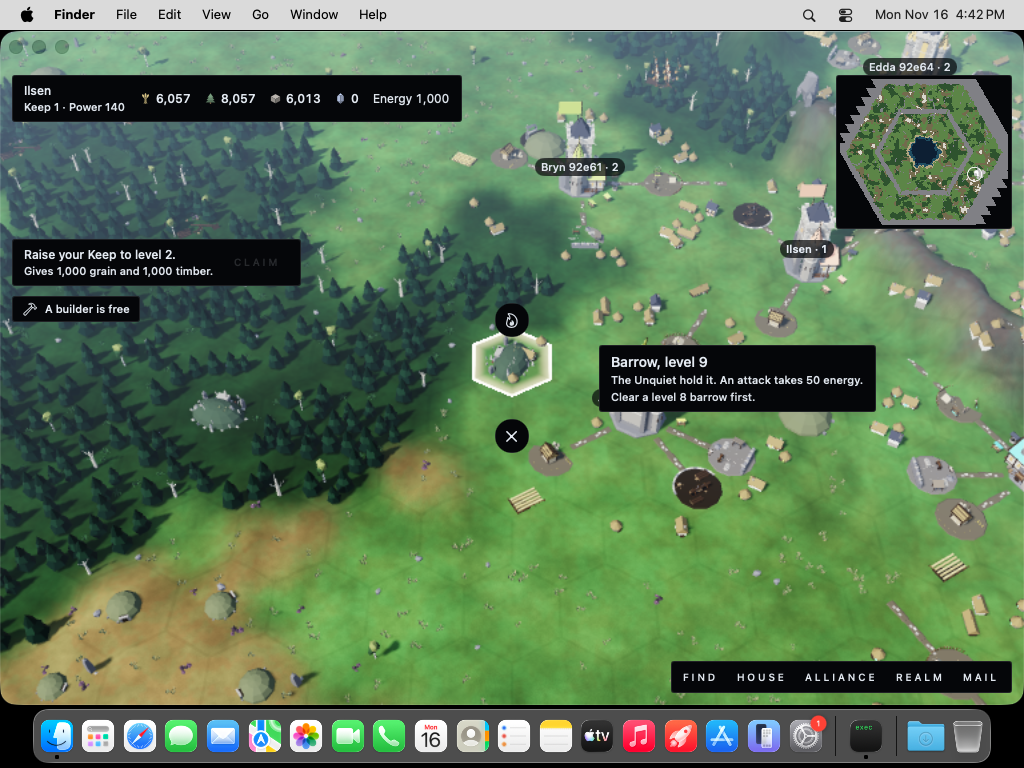 Finder File Edit View Go Window Help
Mon Nov 16 4:42 PM
Edda 92e64 · 2
Ilsen
Keep 1 · Power 140
6,057 8,057 6,013 0 Energy 1,000
Bryn 92e61 · 2
Ilsen · 1
Raise your Keep to level 2.
Gives 1,000 grain and 1,000 timber.
CLAIM
A builder is free
Barrow, level 9
The Unquiet hold it. An attack takes 50 energy.
Clear a level 8 barrow first.
FIND HOUSE ALLIANCE REALM MAIL
Mon
16
tv
1
exec